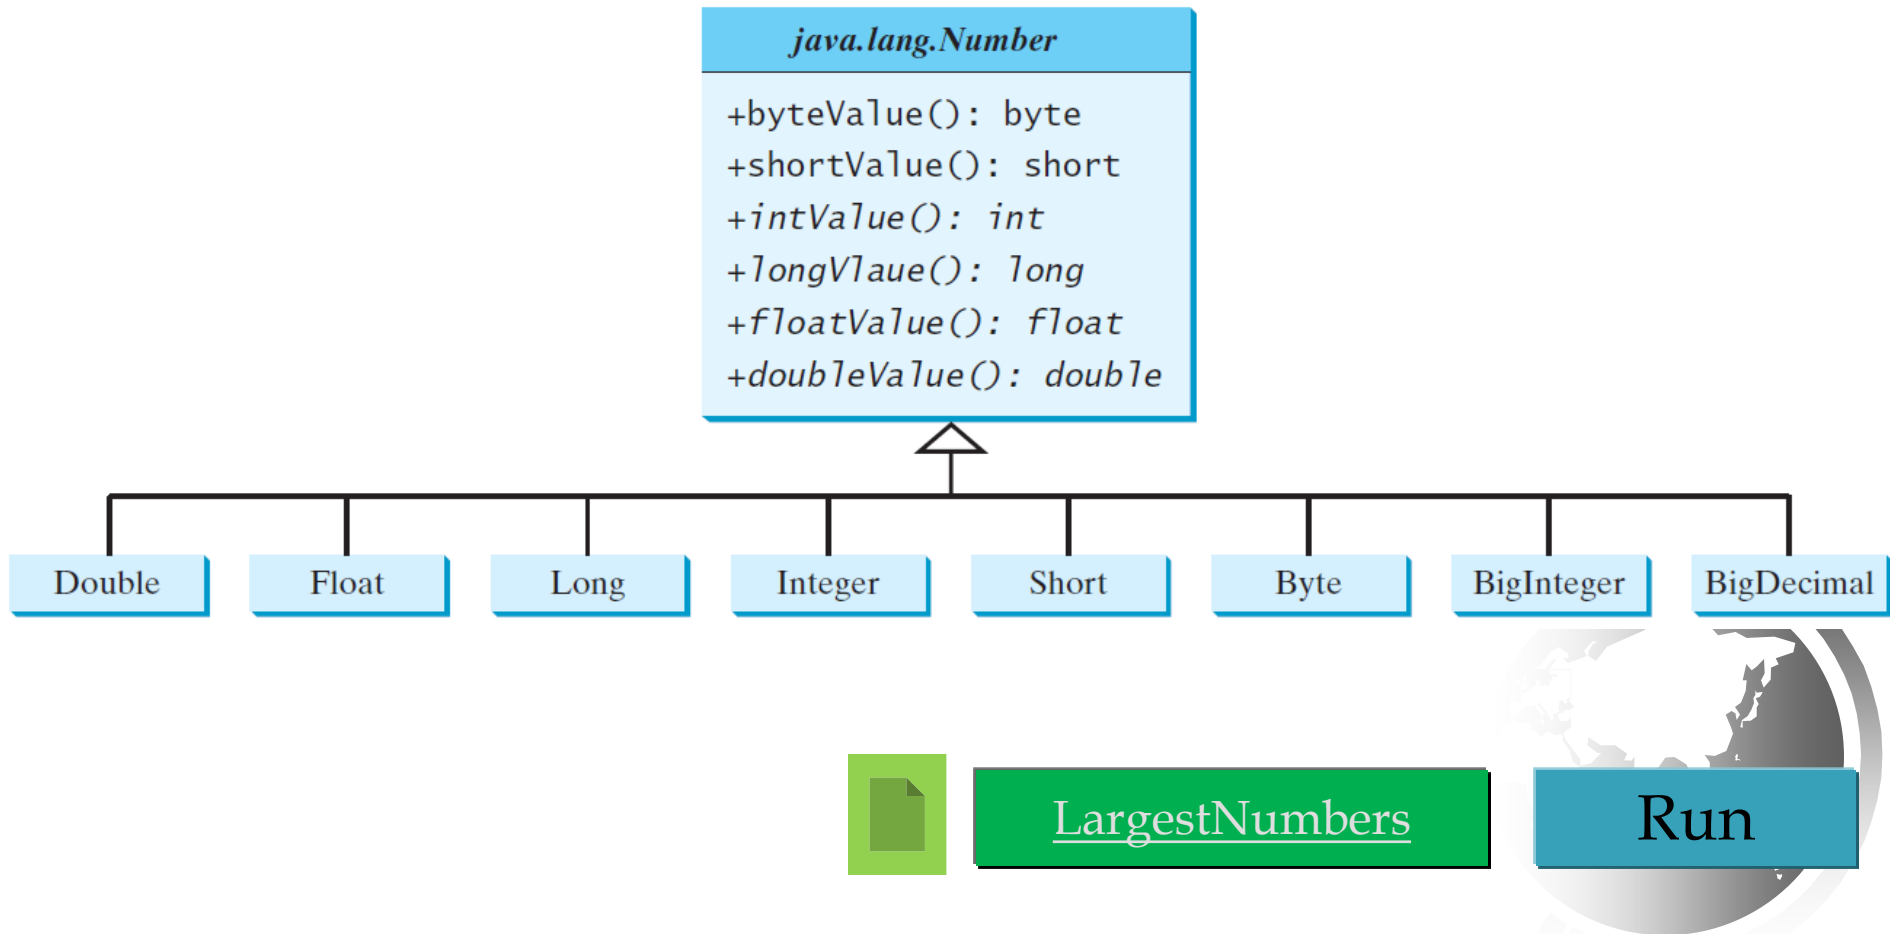 java.lang.Number
+byteValue(): byte
+shortValue(): short
+intValue(): int
+longVlaue(): long
+floatValue(): float
+doubleValue(): double
Double Float Long Integer Short Byte BigInteger BigDecimal
LargestNumbers Run